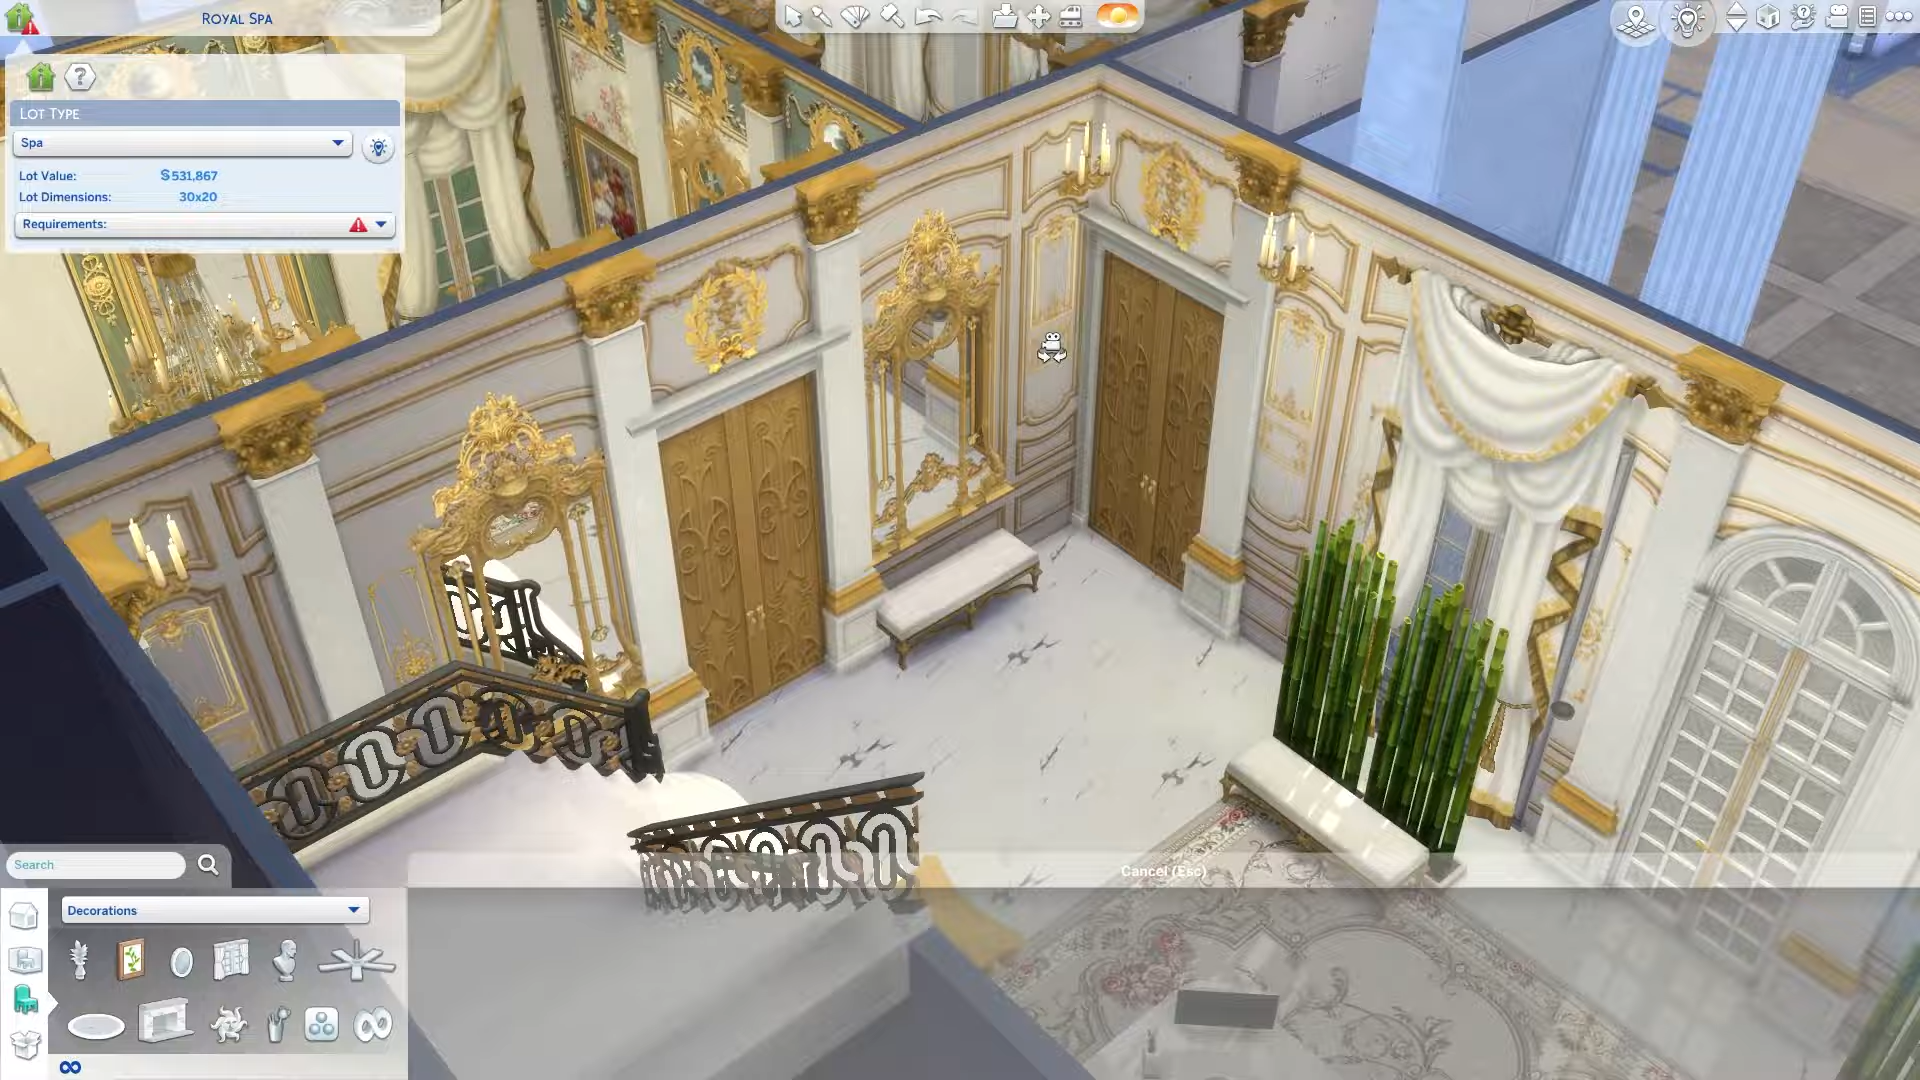 ROYAL SPA
LOT TYPE
Spa
Lot Value: §531,867
Lot Dimensions: 30x20
Requirements:
Cancel (Esc)
Search
Decorations